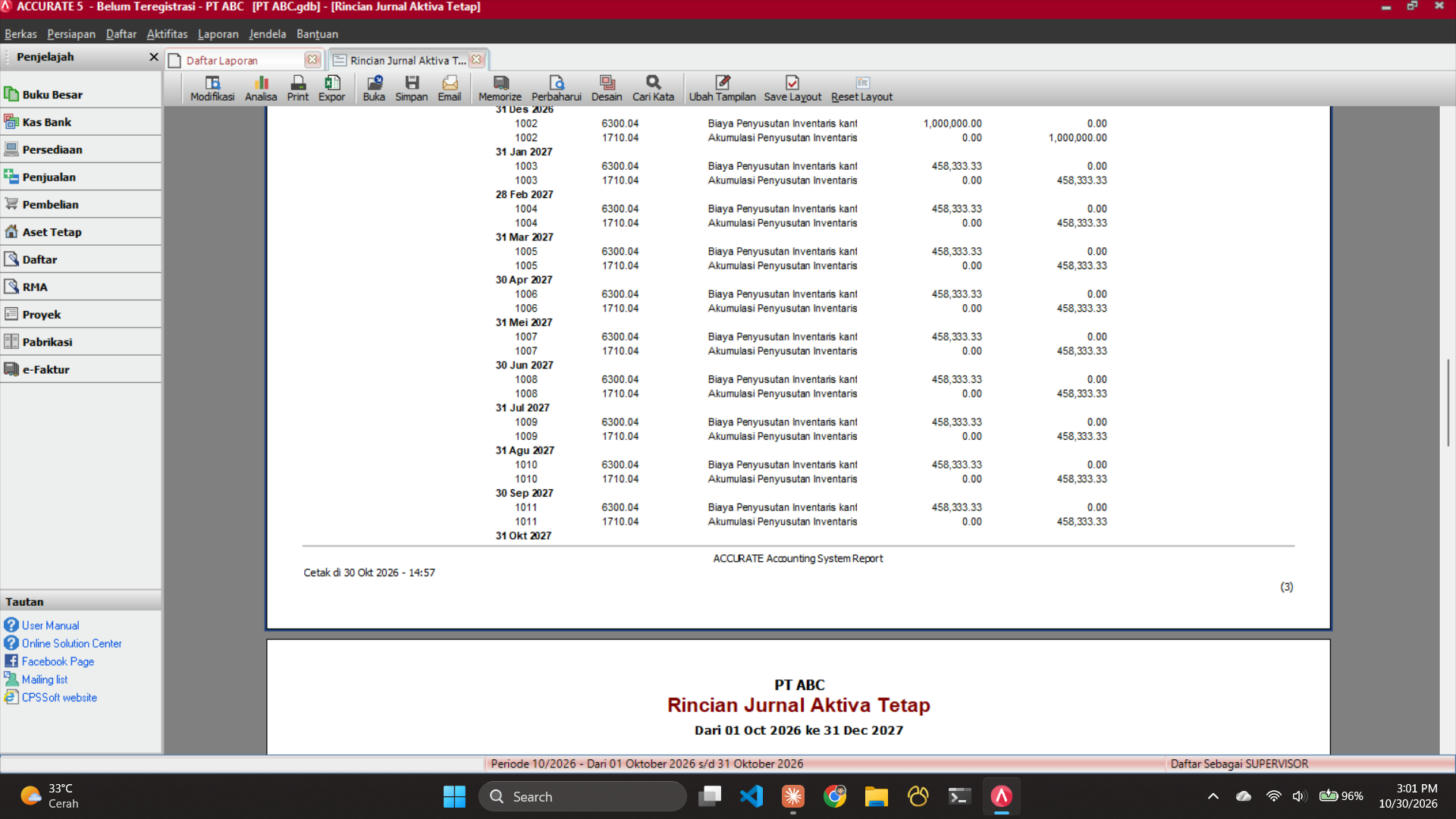 ACCURATE 5 - Belum Teregistrasi - PT ABC [PT ABC.gdb] - [Rincian Jurnal Aktiva Tetap]
Berkas Persiapan Daftar Aktifitas Laporan Jendela Bantuan
Penjelajah
Daftar Laporan
Rincian Jurnal Aktiva T...
Modifikasi Analisa Print Expor Buka Simpan Email Memorize Perbaharui Desain Cari Kata Ubah Tampilan Save Layout Reset Layout
Buku Besar
Kas Bank
Persediaan
Penjualan
Pembelian
Aset Tetap
Daftar
RMA
Proyek
Pabrikasi
e-Faktur
Tautan
User Manual
Online Solution Center
Facebook Page
Mailing list
CPSSoft website
31 Des 2026
1002 6300.04 Biaya Penyusutan Inventaris kant 1,000,000.00 0.00
1002 1710.04 Akumulasi Penyusutan Inventaris 0.00 1,000,000.00
31 Jan 2027
1003 6300.04 Biaya Penyusutan Inventaris kant 458,333.33 0.00
1003 1710.04 Akumulasi Penyusutan Inventaris 0.00 458,333.33
28 Feb 2027
1004 6300.04 Biaya Penyusutan Inventaris kant 458,333.33 0.00
1004 1710.04 Akumulasi Penyusutan Inventaris 0.00 458,333.33
31 Mar 2027
1005 6300.04 Biaya Penyusutan Inventaris kant 458,333.33 0.00
1005 1710.04 Akumulasi Penyusutan Inventaris 0.00 458,333.33
30 Apr 2027
1006 6300.04 Biaya Penyusutan Inventaris kant 458,333.33 0.00
1006 1710.04 Akumulasi Penyusutan Inventaris 0.00 458,333.33
31 Mei 2027
1007 6300.04 Biaya Penyusutan Inventaris kant 458,333.33 0.00
1007 1710.04 Akumulasi Penyusutan Inventaris 0.00 458,333.33
30 Jun 2027
1008 6300.04 Biaya Penyusutan Inventaris kant 458,333.33 0.00
1008 1710.04 Akumulasi Penyusutan Inventaris 0.00 458,333.33
31 Jul 2027
1009 6300.04 Biaya Penyusutan Inventaris kant 458,333.33 0.00
1009 1710.04 Akumulasi Penyusutan Inventaris 0.00 458,333.33
31 Agu 2027
1010 6300.04 Biaya Penyusutan Inventaris kant 458,333.33 0.00
1010 1710.04 Akumulasi Penyusutan Inventaris 0.00 458,333.33
30 Sep 2027
1011 6300.04 Biaya Penyusutan Inventaris kant 458,333.33 0.00
1011 1710.04 Akumulasi Penyusutan Inventaris 0.00 458,333.33
31 Okt 2027
ACCURATE Accounting System Report
Cetak di 30 Okt 2026 - 14:57
(3)
PT ABC
Rincian Jurnal Aktiva Tetap
Dari 01 Oct 2026 ke 31 Dec 2027
Periode 10/2026 - Dari 01 Oktober 2026 s/d 31 Oktober 2026
Daftar Sebagai SUPERVISOR
33°C
Cerah
Search
96%
3:01 PM
10/30/2026